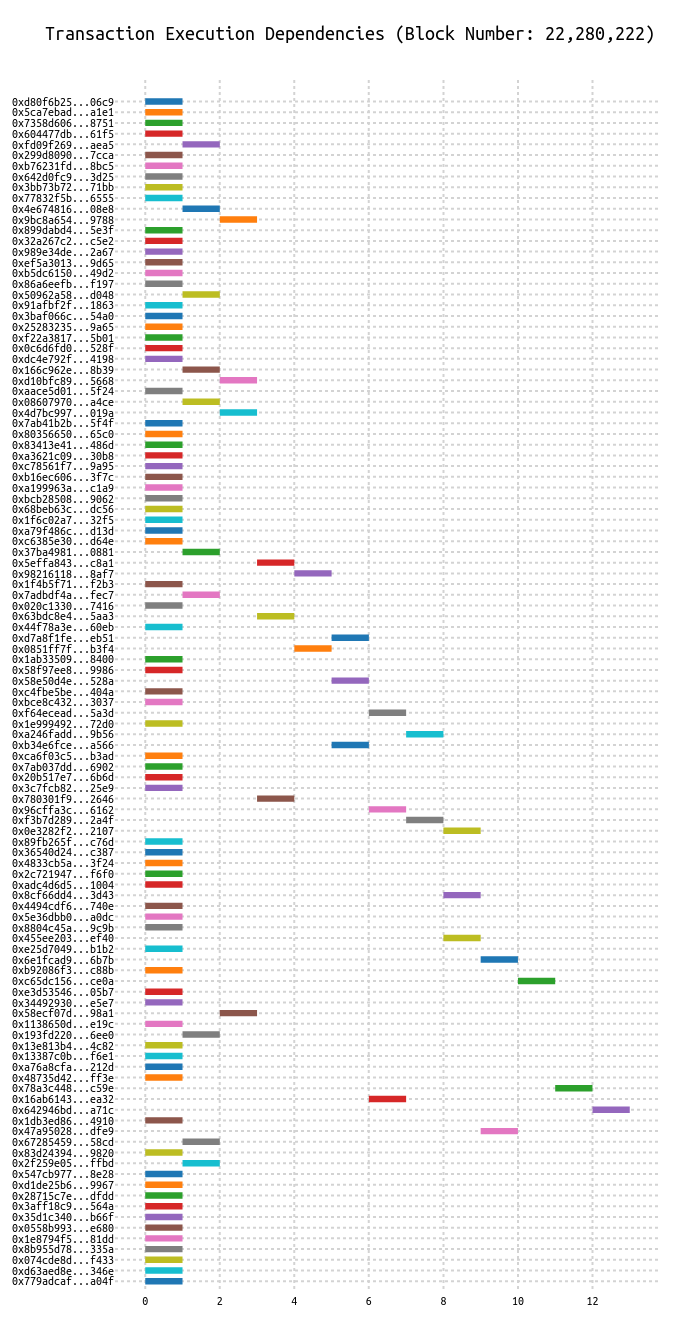 Transaction Execution Dependencies (Block Number: 22,280,222)
0xd80f6b25...06c9
0x5ca7ebad...a1e1
0x7358d606...8751
0x604477db...61f5
0xfd09f269...aea5
0x299d8090...7cca
0xb76231fd...8bc5
0x642d0fc9...3d25
0x3bb73b72...71bb
0x77832f5b...6555
0x4e674816...08e8
0x9bc8a654...9788
0x899dabd4...5e3f
0x32a267c2...c5e2
0x989e34de...2a67
0xef5a3013...9d65
0xb5dc6150...49d2
0x86a6eefb...f197
0x50962a58...d048
0x91afbf2f...1863
0x3baf066c...54a0
0x25283235...9a65
0xf22a3817...5b01
0x0c6d6fd0...528f
0xdc4e792f...4198
0x166c962e...8b39
0xd10bfc89...5668
0xaace5d01...5f24
0x08607970...a4ce
0x4d7bc997...019a
0x7ab41b2b...5f4f
0x80356650...65c0
0x83413e41...486d
0xa3621c09...30b8
0xc78561f7...9a95
0xb16ec606...3f7c
0xa199963a...c1a9
0xbcb28508...9062
0x68beb63c...dc56
0x1f6c02a7...32f5
0xa79f486c...d13d
0xc6385e30...d64e
0x37ba4981...0881
0x5effa843...c8a1
0x98216118...8af7
0x1f4b5f71...f2b3
0x7adbdf4a...fec7
0x020c1330...7416
0x63bdc8e4...5aa3
0x44f78a3e...60eb
0xd7a8f1fe...eb51
0x0851ff7f...b3f4
0x1ab33509...8400
0x58f97ee8...9986
0x58e50d4e...528a
0xc4fbe5be...404a
0xbce8c432...3037
0xf64ecead...5a3d
0x1e999492...72d0
0xa246fadd...9b56
0xb34e6fce...a566
0xca6f03c5...b3ad
0x7ab037dd...6902
0x20b517e7...6b6d
0x3c7fcb82...25e9
0x780301f9...2646
0x96cffa3c...6162
0xf3b7d289...2a4f
0x0e3282f2...2107
0x89fb265f...c76d
0x36540d24...c387
0x4833cb5a...3f24
0x2c721947...f6f0
0xadc4d6d5...1004
0x8cf66dd4...3d43
0x4494cdf6...740e
0x5e36dbb0...a0dc
0x8804c45a...9c9b
0x455ee203...ef40
0xe25d7049...b1b2
0x6e1fcad9...6b7b
0xb92086f3...c88b
0xc65dc156...ce0a
0xe3d53546...05b7
0x34492930...e5e7
0x58ecf07d...98a1
0x1138650d...e19c
0x193fd220...6ee0
0x13e813b4...4c82
0x13387c0b...f6e1
0xa76a8cfa...212d
0x48735d42...ff3e
0x78a3c448...c59e
0x16ab6143...ea32
0x642946bd...a71c
0x1db3ed86...4910
0x47a95028...dfe9
0x67285459...58cd
0x83d24394...9820
0x2f259e05...ffbd
0x547cb977...8e28
0xd1de25b6...9967
0x28715c7e...dfdd
0x3aff18c9...564a
0x35d1c340...b66f
0x0558b993...e680
0x1e8794f5...81dd
0x8b955d78...335a
0x074cde8d...f433
0xd63aed8e...346e
0x779adcaf...a04f
0 2 4 6 8 10 12